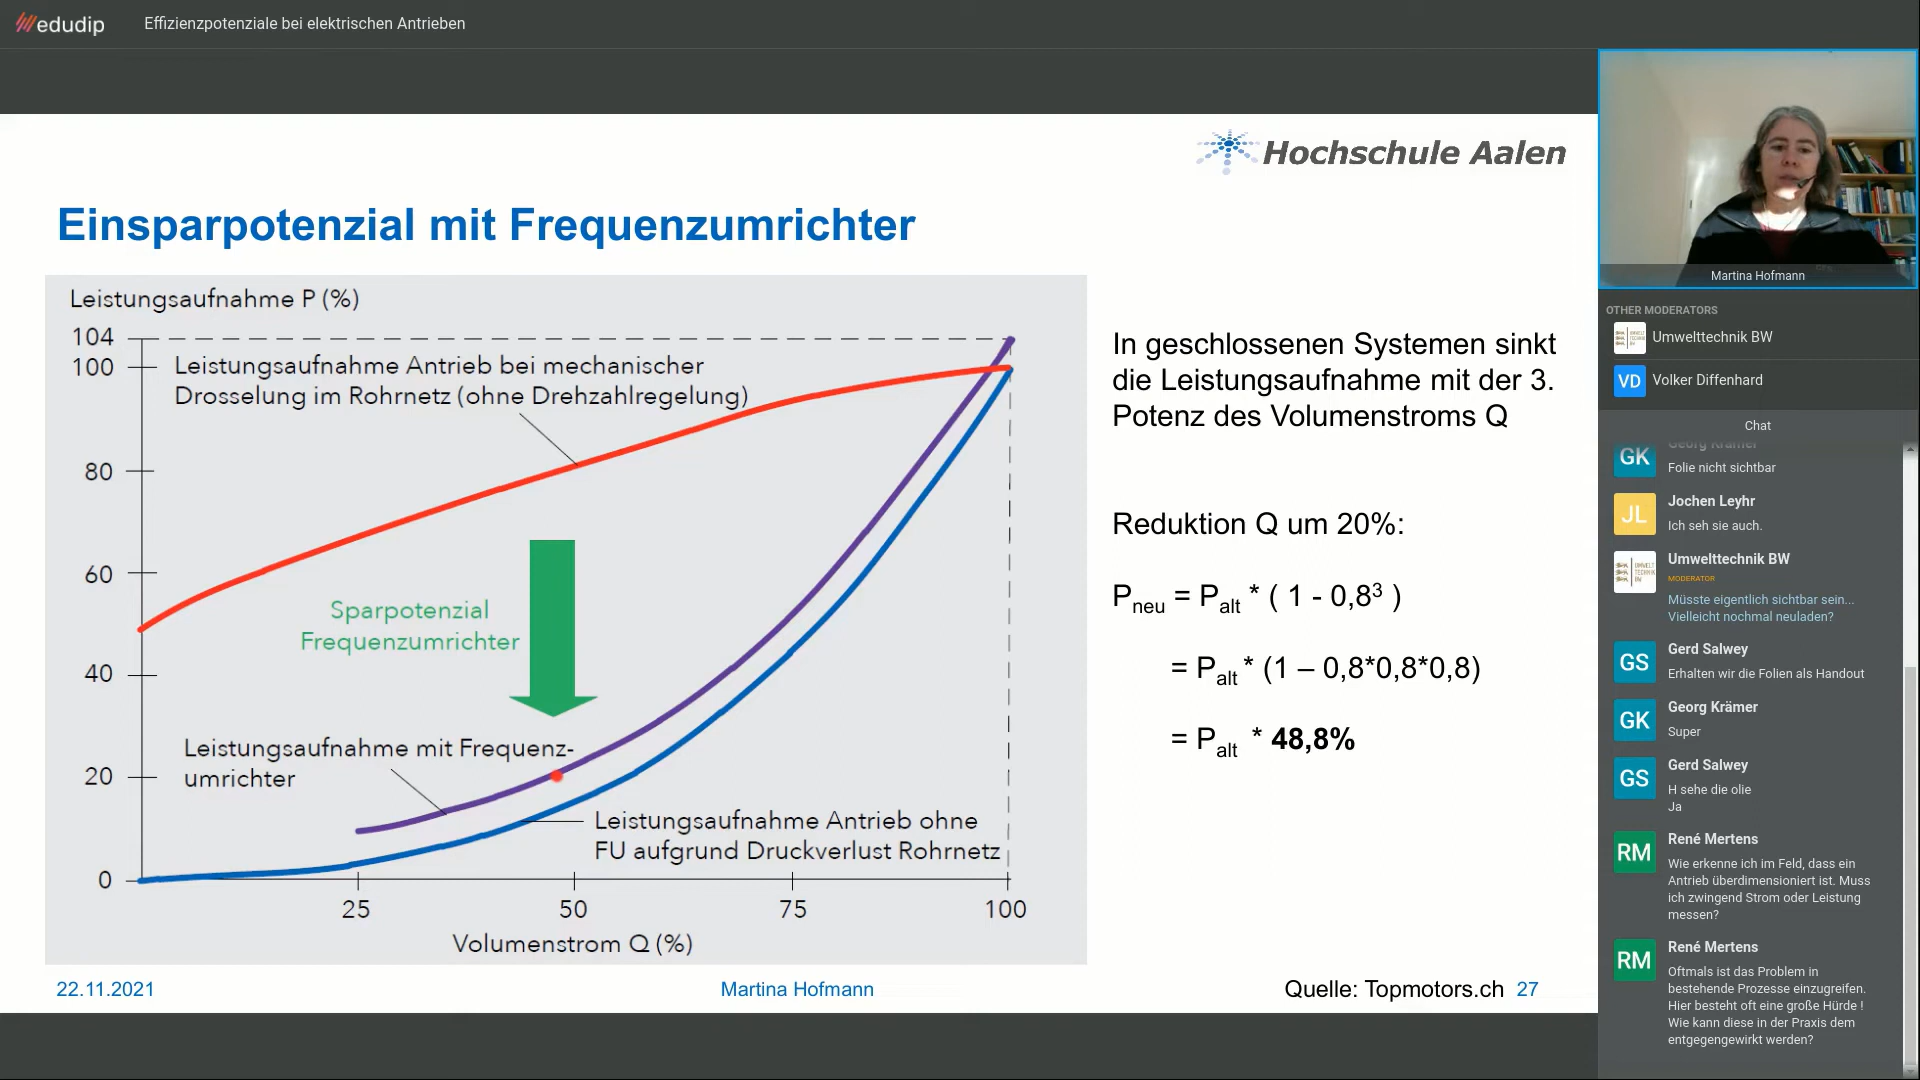 edudip
Effizienzpotenziale bei elektrischen Antrieben
Hochschule Aalen
Einsparpotenzial mit Frequenzumrichter
Leistungsaufnahme P (%)
104
100
80
60
40
20
0
Leistungsaufnahme Antrieb bei mechanischer
Drosselung im Rohrnetz (ohne Drehzahlregelung)
Sparpotenzial
Frequenzumrichter
Leistungsaufnahme mit Frequenz-
umrichter
Leistungsaufnahme Antrieb ohne
FU aufgrund Druckverlust Rohrnetz
25 50 75 100
Volumenstrom Q (%)
In geschlossenen Systemen sinkt
die Leistungsaufnahme mit der 3.
Potenz des Volumenstroms Q
Reduktion Q um 20%:
Pneu = Palt * ( 1 - 0,8³ )
= Palt * (1 – 0,8*0,8*0,8)
= Palt * 48,8%
22.11.2021
Martina Hofmann
Quelle: Topmotors.ch 27
Martina Hofmann
OTHER MODERATORS
Umwelttechnik BW
VD Volker Diffenhard
Chat
Georg Krämer
GK
Folie nicht sichtbar
JL
Jochen Leyhr
Ich seh sie auch.
Umwelttechnik BW
MODERATOR
Müsste eigentlich sichtbar sein...
Vielleicht nochmal neuladen?
GS
Gerd Salwey
Erhalten wir die Folien als Handout
GK
Georg Krämer
Super
GS
Gerd Salwey
H sehe die olie
Ja
RM
René Mertens
Wie erkenne ich im Feld, dass ein
Antrieb überdimensioniert ist. Muss
ich zwingend Strom oder Leistung
messen?
RM
René Mertens
Oftmals ist das Problem in
bestehende Prozesse einzugreifen.
Hier besteht oft eine große Hürde !
Wie kann diese in der Praxis dem
entgegengewirkt werden?